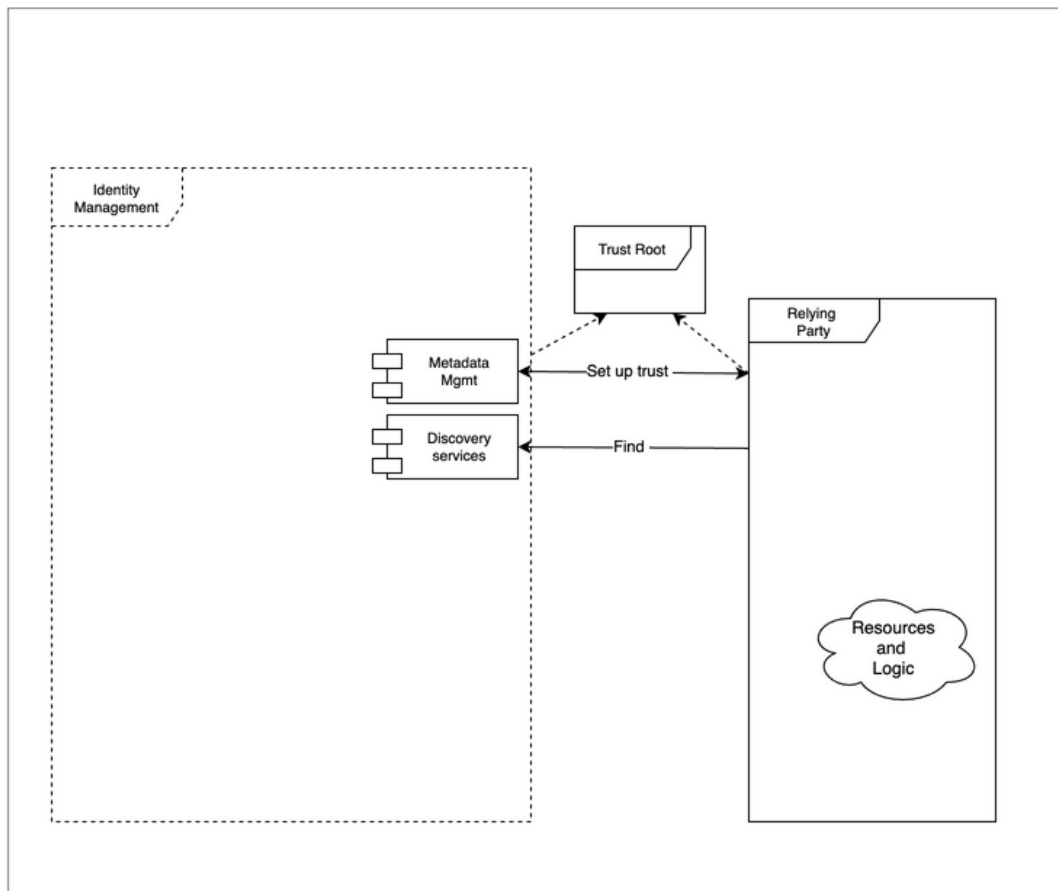 Identity
Management
Trust Root
Relying
Party
Metadata
Mgmt
Set up trust
Discovery
services
Find
Resources
and
Logic